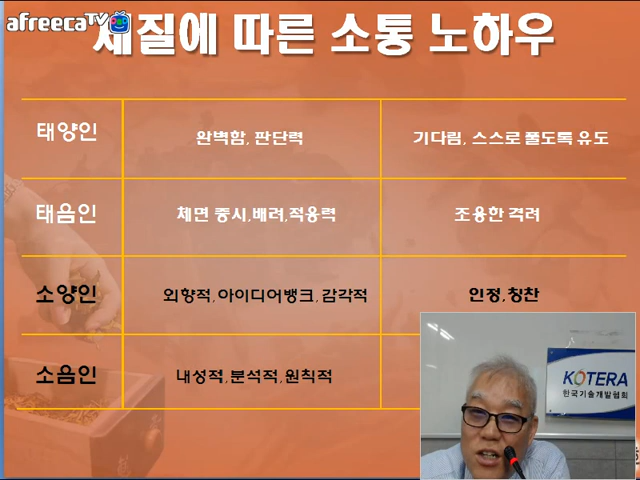 afreecaTV
체질에 따른 소통 노하우
태양인 완벽함, 판단력 기다림, 스스로 풀도록 유도
태음인 체면 중시,배려,적응력 조용한 격려
소양인 외향적,아이디어뱅크,감각적 인정,칭찬
소음인 내성적,분석적,원칙적
KOTERA
한국기술개발협회